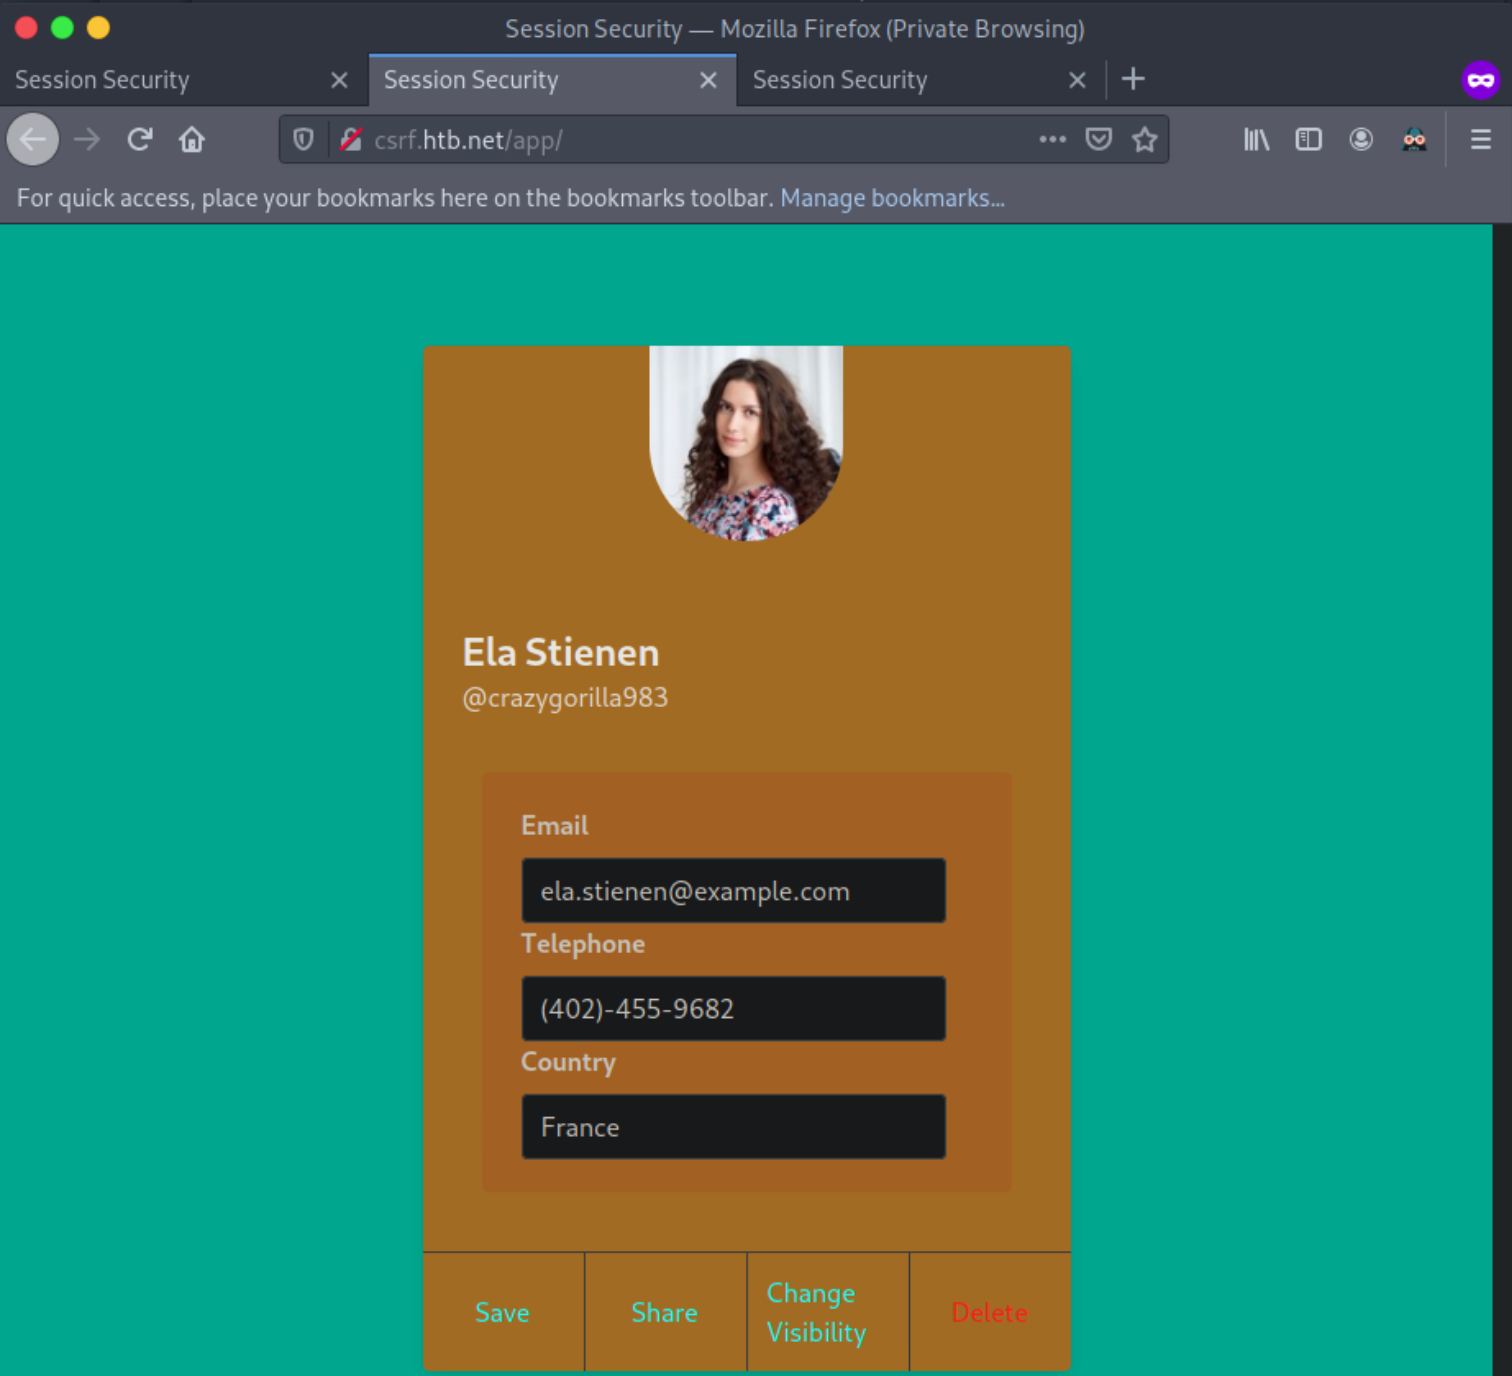 Session Security — Mozilla Firefox (Private Browsing)
Session Security
Session Security
Session Security
csrf.htb.net/app/
For quick access, place your bookmarks here on the bookmarks toolbar. Manage bookmarks...
Ela Stienen
@crazygorilla983
Email
ela.stienen@example.com
Telephone
(402)-455-9682
Country
France
Save
Share
Change
Visibility
Delete